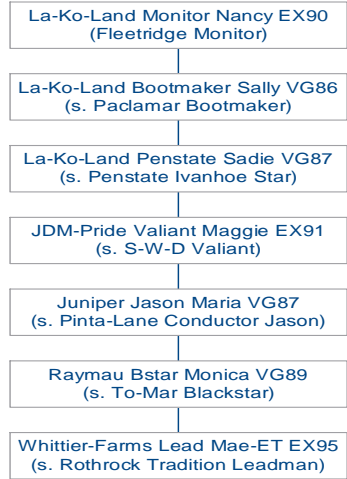 La-Ko-Land Monitor Nancy EX90
(Fleetridge Monitor)
La-Ko-Land Bootmaker Sally VG86
(s. Paclamar Bootmaker)
La-Ko-Land Penstate Sadie VG87
(s. Penstate Ivanhoe Star)
JDM-Pride Valiant Maggie EX91
(s. S-W-D Valiant)
Juniper Jason Maria VG87
(s. Pinta-Lane Conductor Jason)
Raymau Bstar Monica VG89
(s. To-Mar Blackstar)
Whittier-Farms Lead Mae-ET EX95
(s. Rothrock Tradition Leadman)